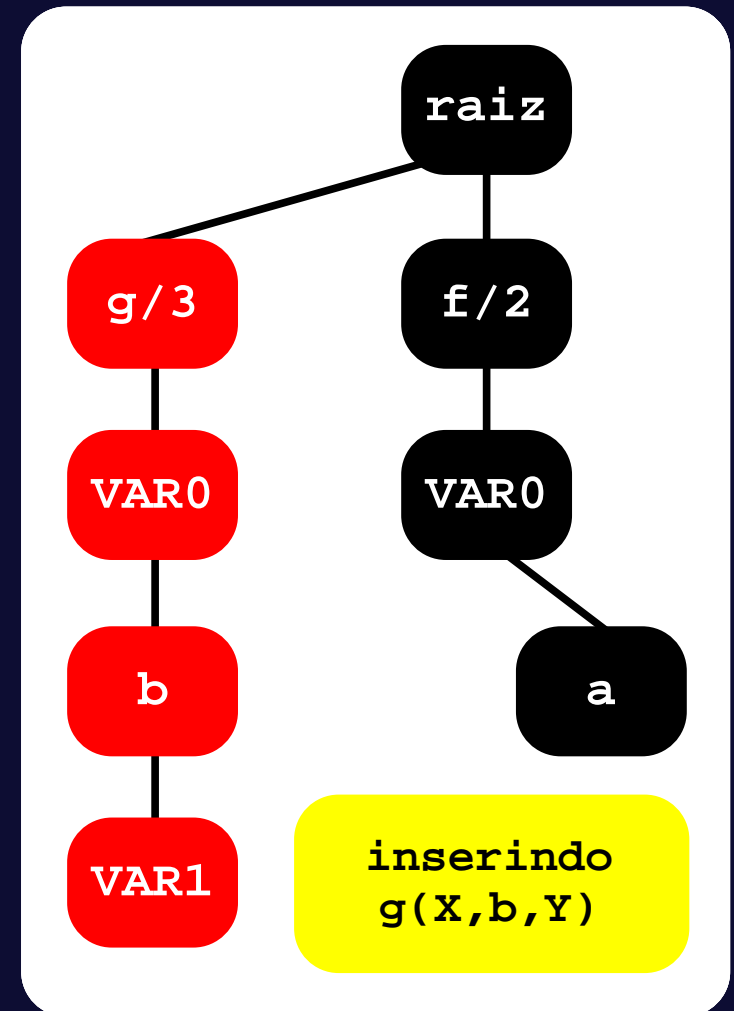 raiz
g/3
f/2
VAR0
VAR0
b
a
VAR1
inserindo
g(X,b,Y)